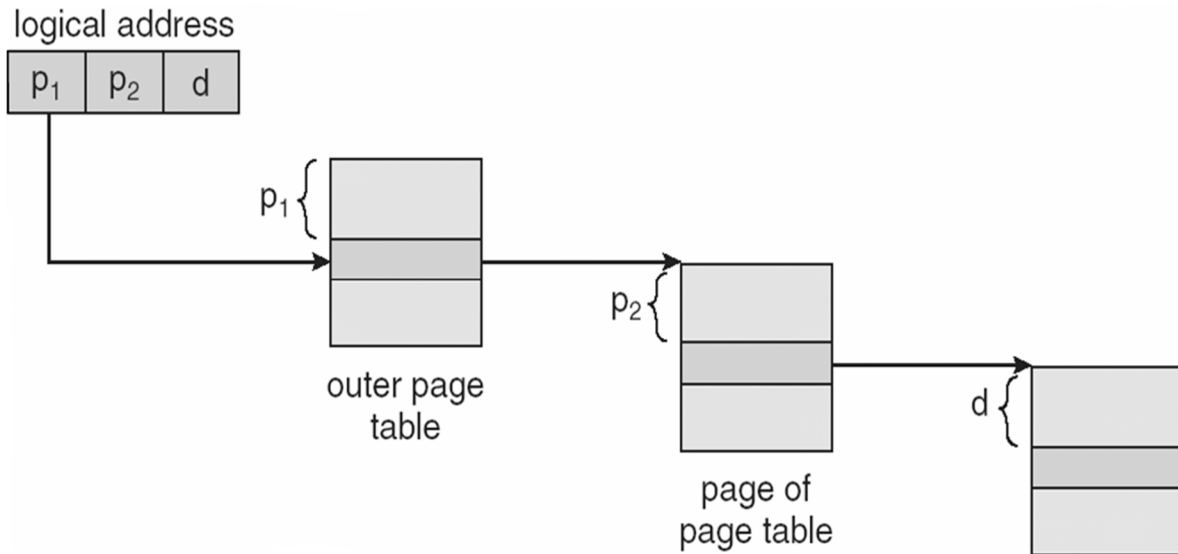 logical address
p₁ p₂ d
p₁
outer page
table
p₂
page of
page table
d